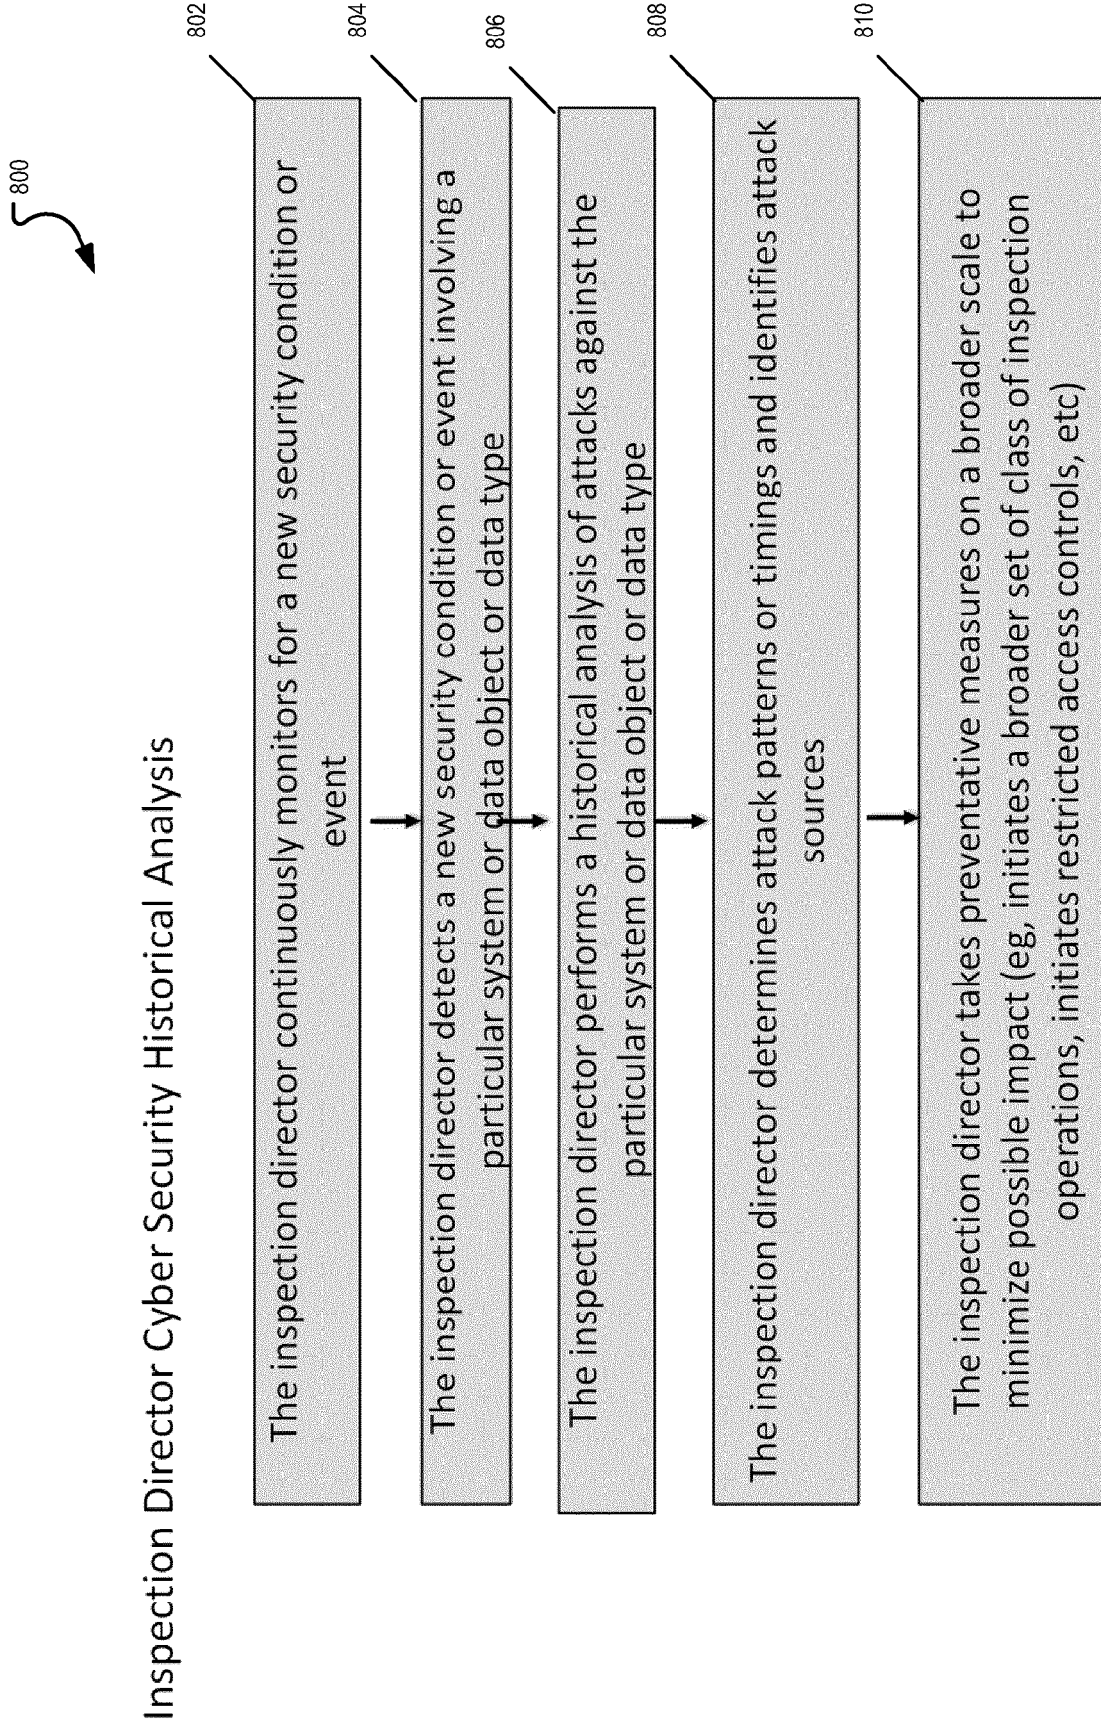 800
Inspection Director Cyber Security Historical Analysis
802
The inspection director continuously monitors for a new security condition or
event
804
The inspection director detects a new security condition or event involving a
particular system or data object or data type
806
The inspection director performs a historical analysis of attacks against the
particular system or data object or data type
808
The inspection director determines attack patterns or timings and identifies attack
sources
810
The inspection director takes preventative measures on a broader scale to
minimize possible impact (eg, initiates a broader set of class of inspection
operations, initiates restricted access controls, etc)